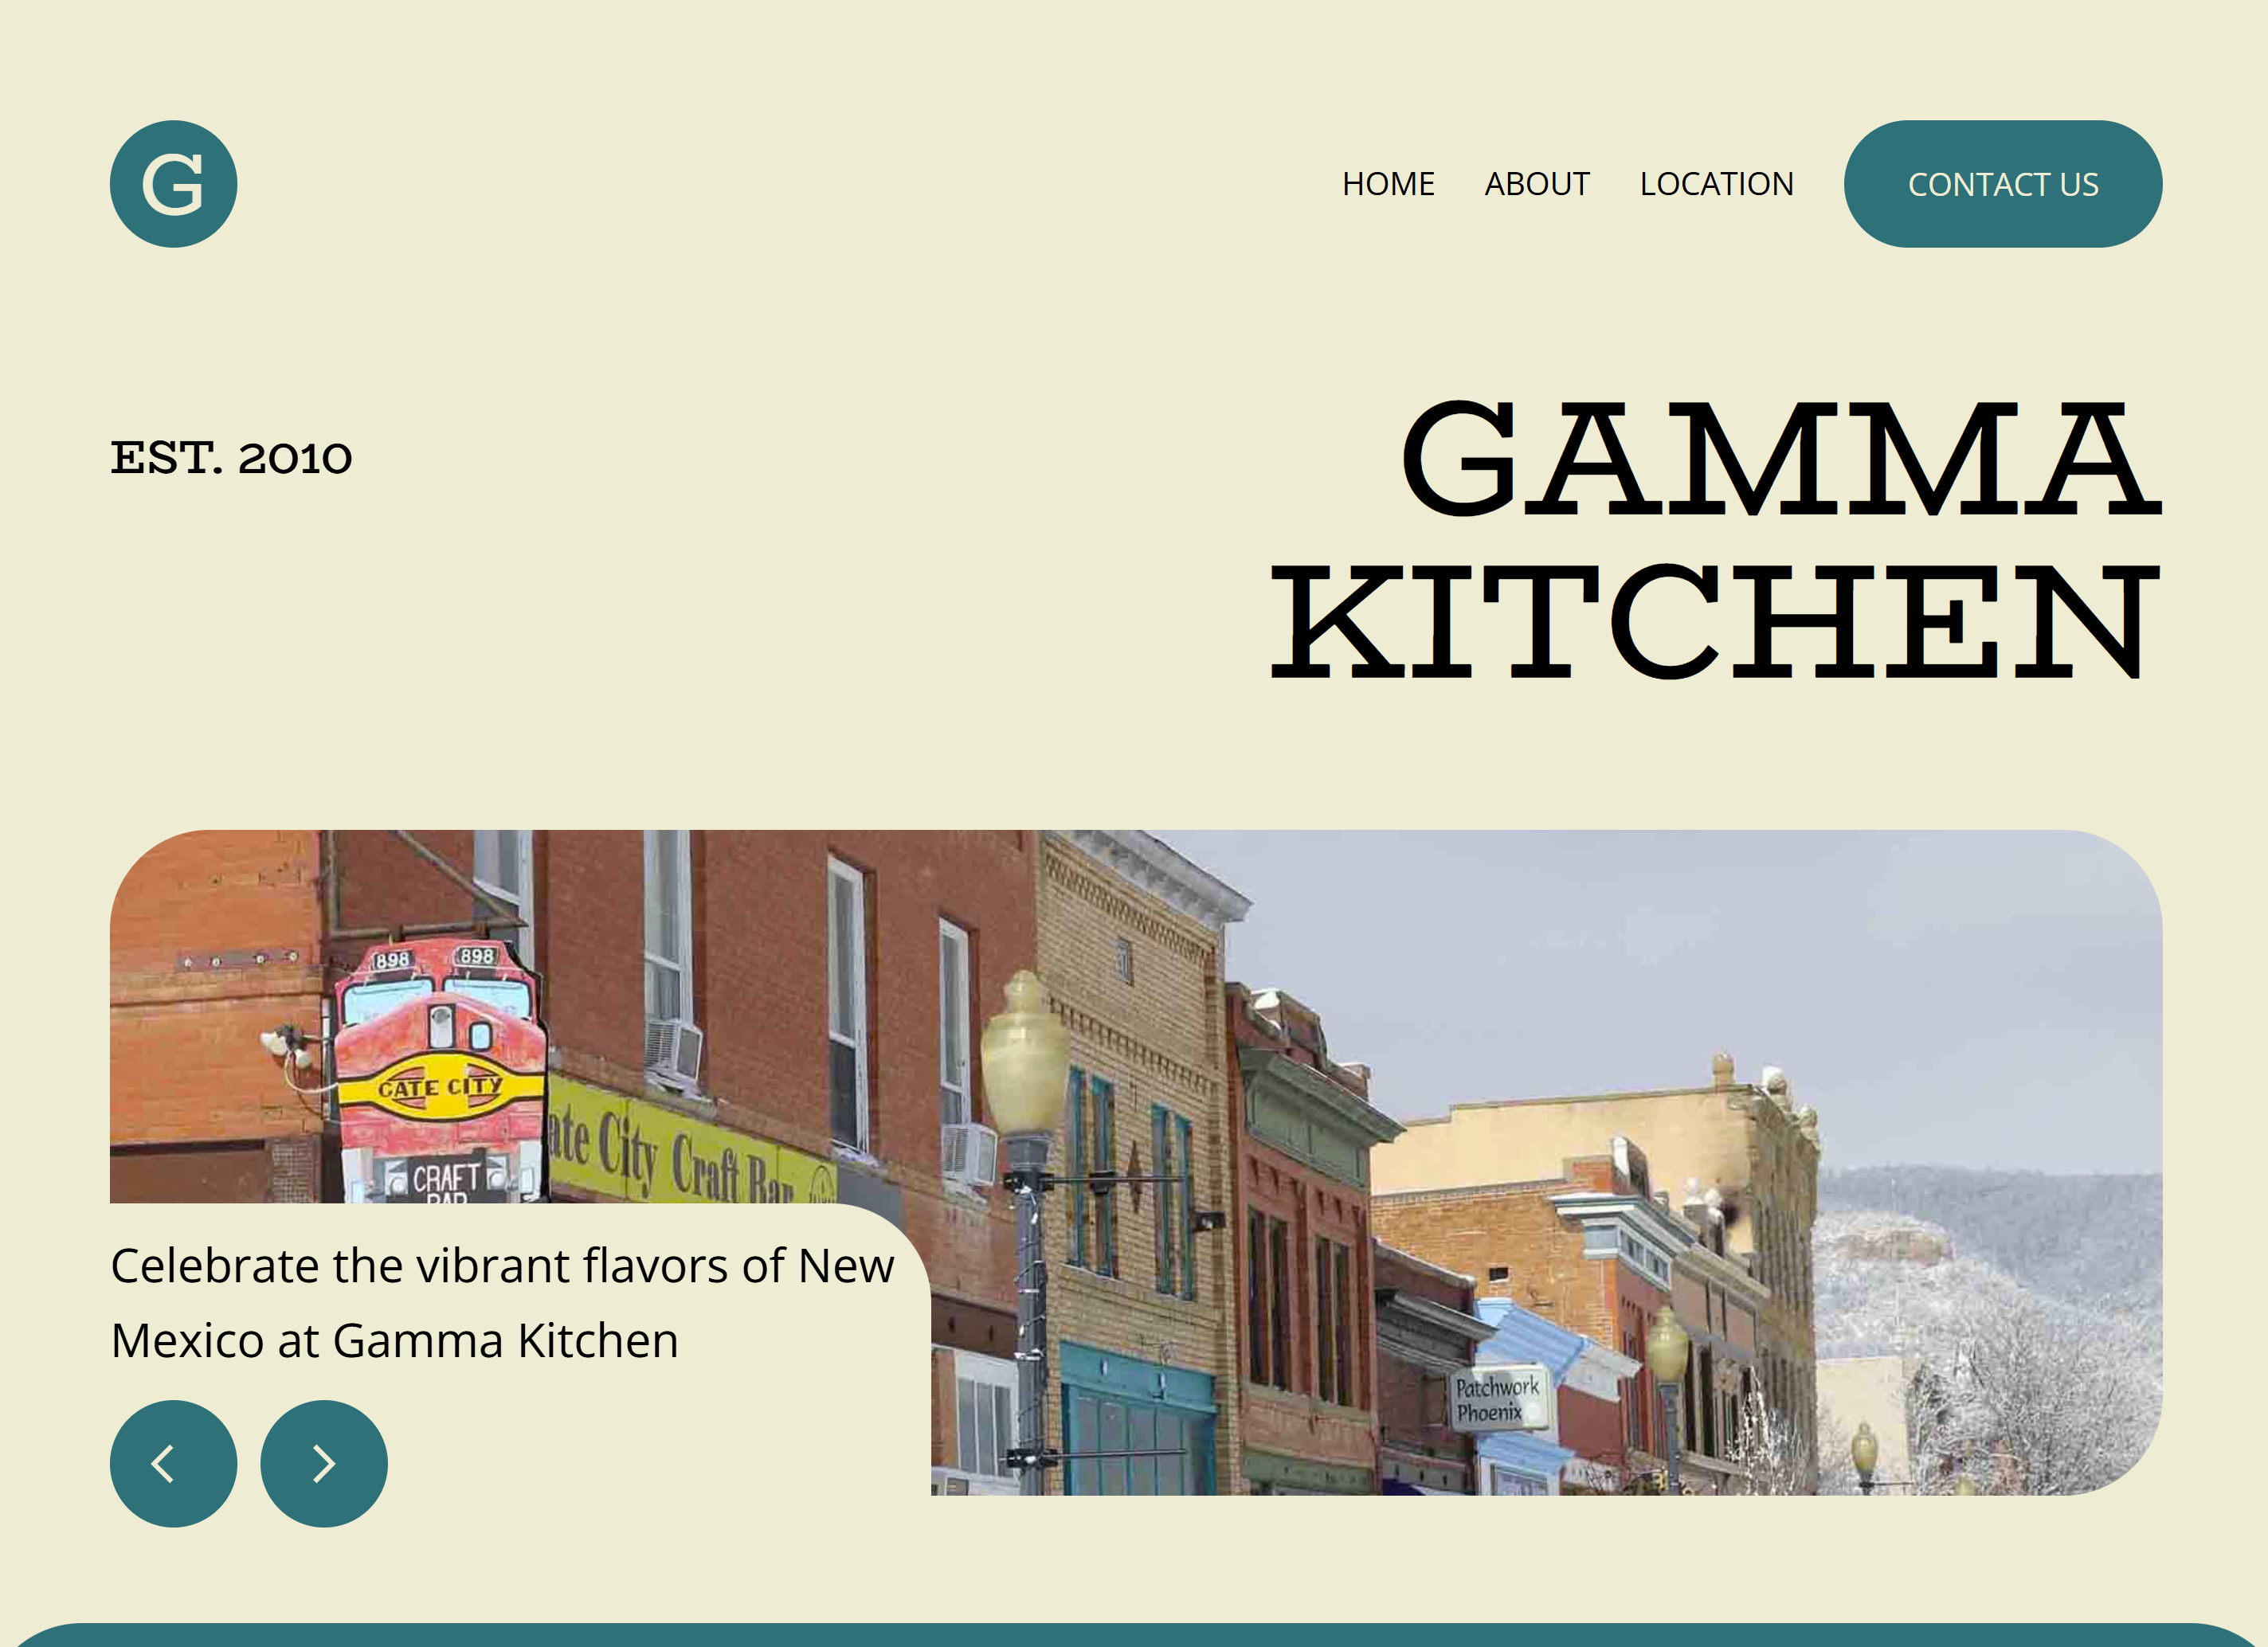 G
HOME ABOUT LOCATION CONTACT US
EST. 2010
GAMMA
KITCHEN
898 898
GATE CITY
CRAFT
BAR
City Craft Bar
Patchwork
Phoenix
Celebrate the vibrant flavors of New
Mexico at Gamma Kitchen